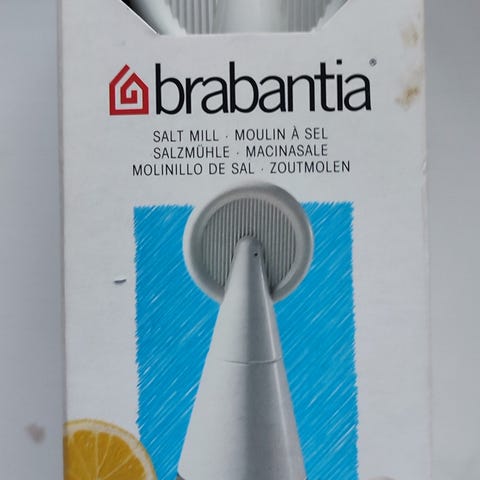 brabantia®
SALT MILL · MOULIN À SEL
SALZMÜHLE · MACINASALE
MOLINILLO DE SAL · ZOUTMOLEN